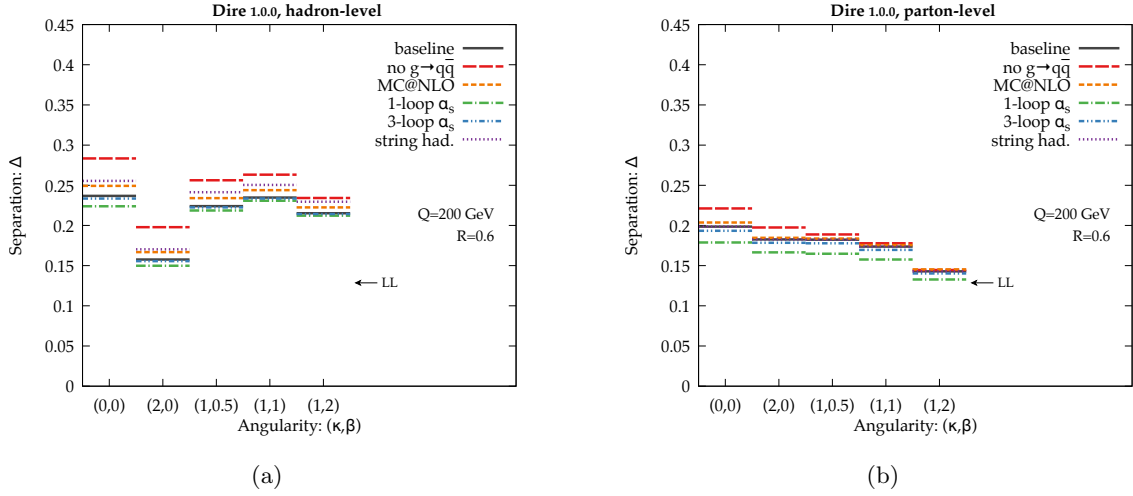 Dire 1.0.0, hadron-level
0.45
0.4
0.35
0.3
0.25
0.2
0.15
0.1
0.05
0
Separation: Δ
baseline
no g→qq̅
MC@NLO
1-loop αs
3-loop αs
string had.
Q=200 GeV
R=0.6
LL
(0,0) (2,0) (1,0.5) (1,1) (1,2)
Angularity: (κ,β)
(a)
Dire 1.0.0, parton-level
0.45
0.4
0.35
0.3
0.25
0.2
0.15
0.1
0.05
0
Separation: Δ
baseline
no g→qq̅
MC@NLO
1-loop αs
3-loop αs
string had.
Q=200 GeV
R=0.6
LL
(0,0) (2,0) (1,0.5) (1,1) (1,2)
Angularity: (κ,β)
(b)